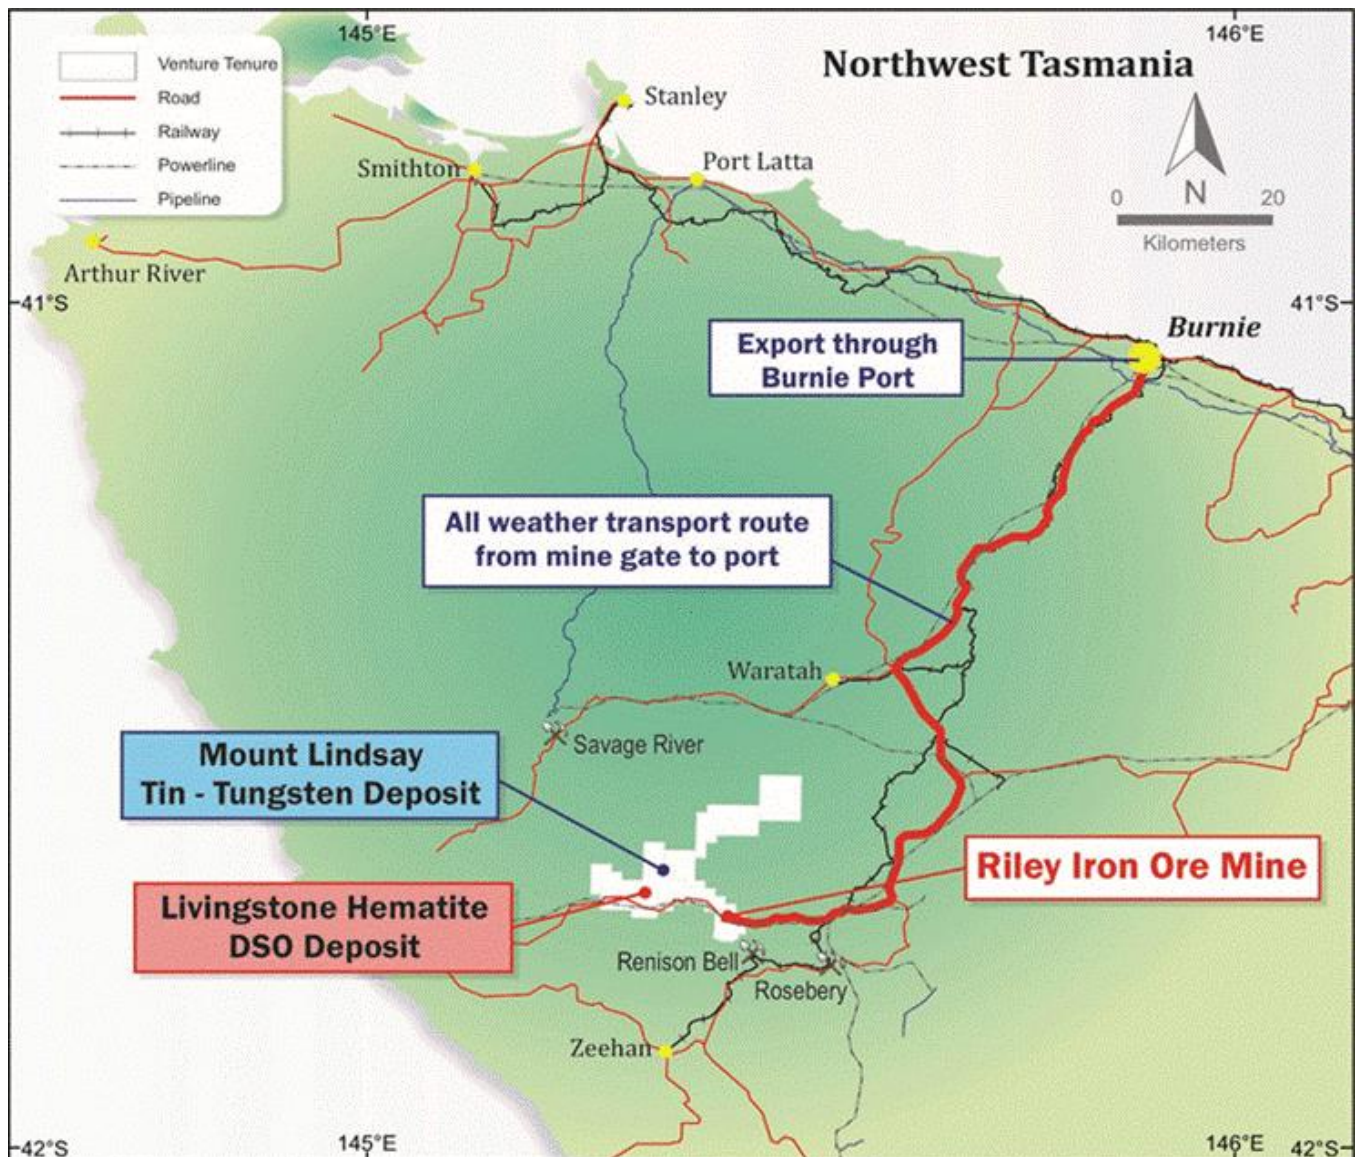 145°E
146°E
Northwest Tasmania
Venture Tenure
Road
Railway
Powerline
Pipeline
Stanley
Smithton
Port Latta
N
0 20
Kilometers
Arthur River
41°S
41°S
Burnie
Export through
Burnie Port
All weather transport route
from mine gate to port
Waratah
Savage River
Mount Lindsay
Tin - Tungsten Deposit
Riley Iron Ore Mine
Livingstone Hematite
DSO Deposit
Renison Bell
Rosebery
Zeehan
42°S
145°E
146°E
42°S